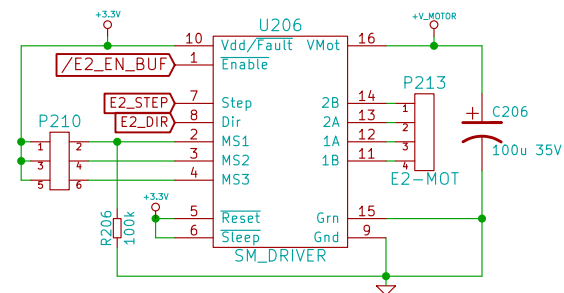 +3.3V
U206
+V_MOTOR
10 Vdd/Fault VMot 16
/E2_EN_BUF 1 Enable
P213
E2_STEP 7 Step 2B 14 1
E2_DIR 8 Dir 2A 13 2
+ C206
P210
1 2 2 MS1 1A 12 3
100u 35V
3 4 3 MS2 1B 11 4
5 6 4 MS3
E2-MOT
+3.3V
R206
100k
5 Reset Grn 15
6 Sleep Gnd 9
SM_DRIVER